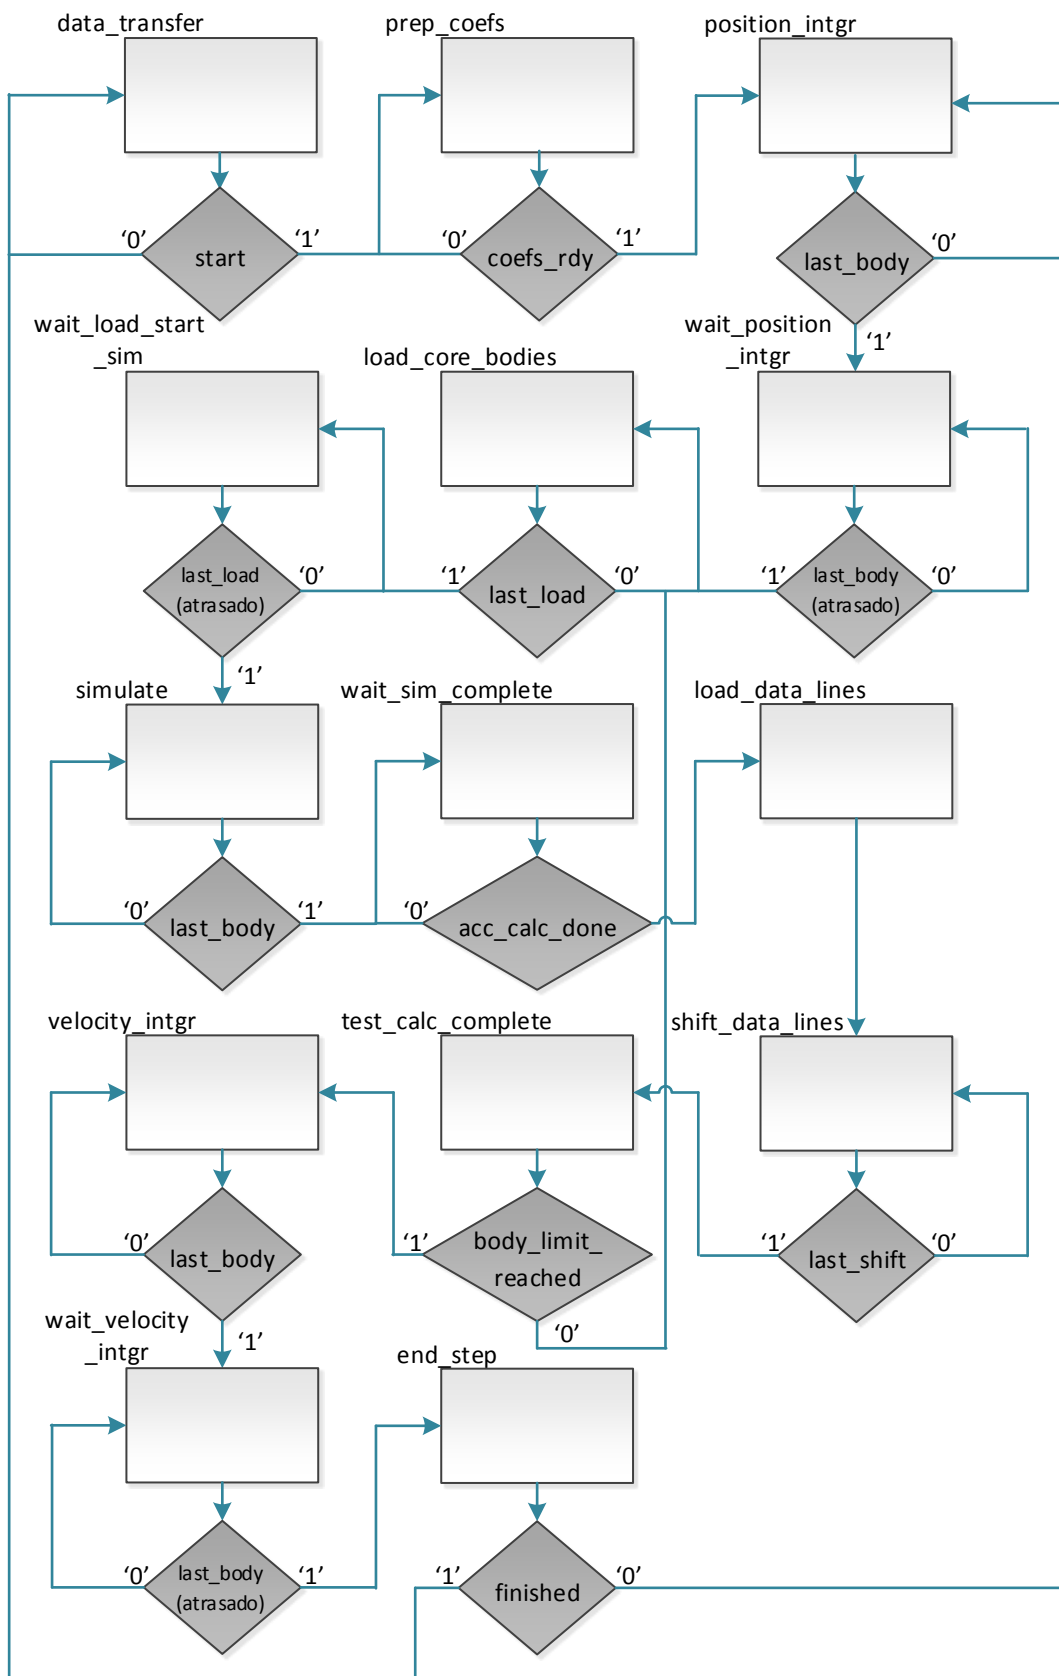 data_transfer
prep_coefs
position_intgr
‘0’
start
‘1’
‘0’
coefs_rdy
‘1’
last_body
‘0’
‘1’
wait_load_start
_sim
load_core_bodies
wait_position
_intgr
last_load
(atrasado)
‘0’
‘1’
last_load
‘0’
‘1’
last_body
(atrasado)
‘0’
‘1’
simulate
wait_sim_complete
load_data_lines
‘0’
last_body
‘1’
‘0’
acc_calc_done
velocity_intgr
test_calc_complete
shift_data_lines
‘0’
last_body
‘1’
body_limit_
reached
‘0’
‘1’
last_shift
‘0’
‘1’
wait_velocity
_intgr
end_step
‘0’
last_body
(atrasado)
‘1’
‘1’
finished
‘0’